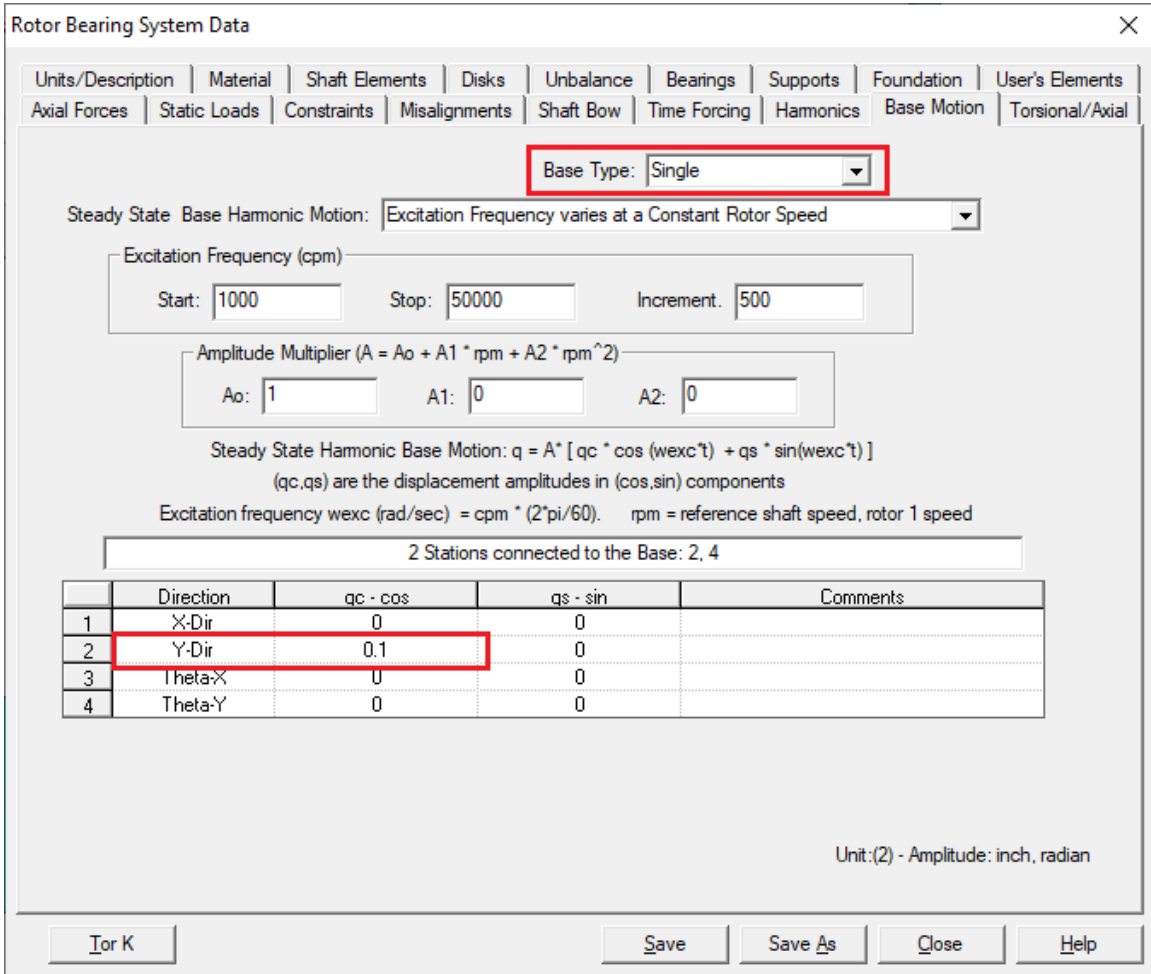 Rotor Bearing System Data
Units/Description Material Shaft Elements Disks Unbalance Bearings Supports Foundation User's Elements
Axial Forces Static Loads Constraints Misalignments Shaft Bow Time Forcing Harmonics Base Motion Torsional/Axial
Base Type: Single
Steady State Base Harmonic Motion: Excitation Frequency varies at a Constant Rotor Speed
Excitation Frequency (cpm)
Start: 1000 Stop: 50000 Increment. 500
Amplitude Multiplier (A = Ao + A1 * rpm + A2 * rpm^2)
Ao: 1 A1: 0 A2: 0
Steady State Harmonic Base Motion: q = A* [ qc * cos (wexc*t) + qs * sin(wexc*t) ]
(qc,qs) are the displacement amplitudes in (cos,sin) components
Excitation frequency wexc (rad/sec) = cpm * (2*pi/60). rpm = reference shaft speed, rotor 1 speed
2 Stations connected to the Base: 2, 4
Direction qc - cos qs - sin Comments
1 X-Dir 0 0
2 Y-Dir 0.1 0
3 Theta-X 0 0
4 Theta-Y 0 0
Unit:(2) - Amplitude: inch, radian
Tor K Save Save As Close Help